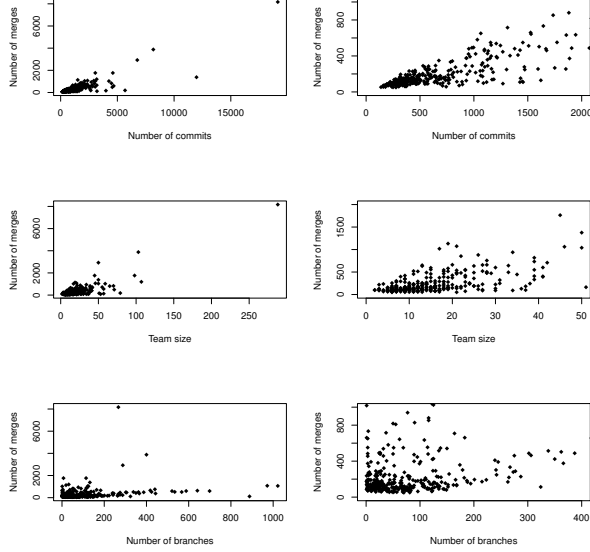 Number of merges
0 2000 6000
0 5000 10000 15000
Number of commits
Number of merges
0 400 800
0 500 1000 1500 2000
Number of commits
Number of merges
0 2000 6000
0 50 100 150 200 250
Team size
Number of merges
0 500 1500
0 10 20 30 40 50
Team size
Number of merges
0 2000 6000
0 200 400 600 800 1000
Number of branches
Number of merges
0 400 800
0 100 200 300 400
Number of branches